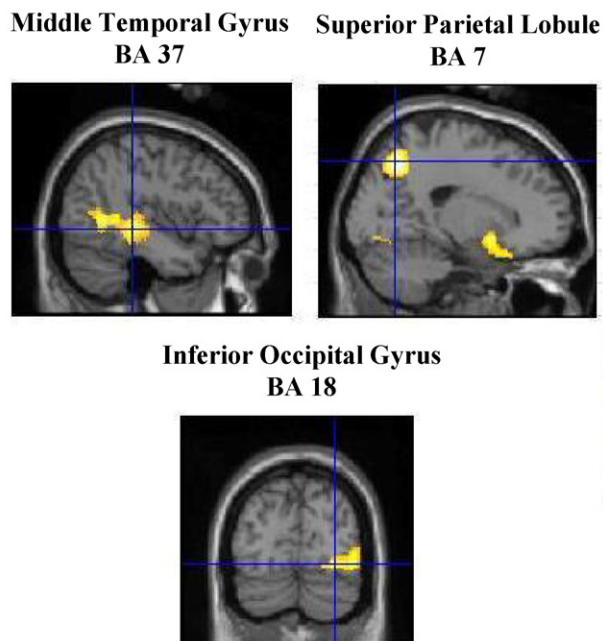 Middle Temporal Gyrus
BA 37
Superior Parietal Lobule
BA 7
Inferior Occipital Gyrus
BA 18